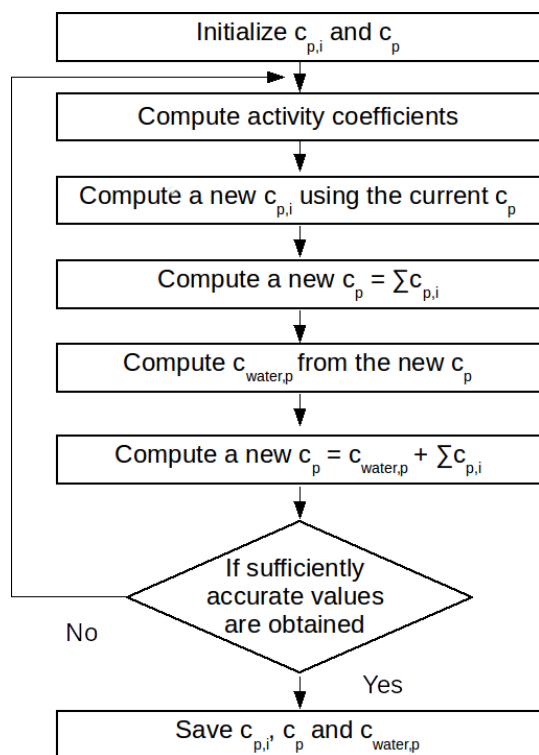 Initialize c_p,i and c_p
Compute activity coefficients
Compute a new c_p,i using the current c_p
Compute a new c_p = ∑c_p,i
Compute c_water,p from the new c_p
Compute a new c_p = c_water,p + ∑c_p,i
If sufficiently
accurate values
are obtained
No
Yes
Save c_p,i, c_p and c_water,p